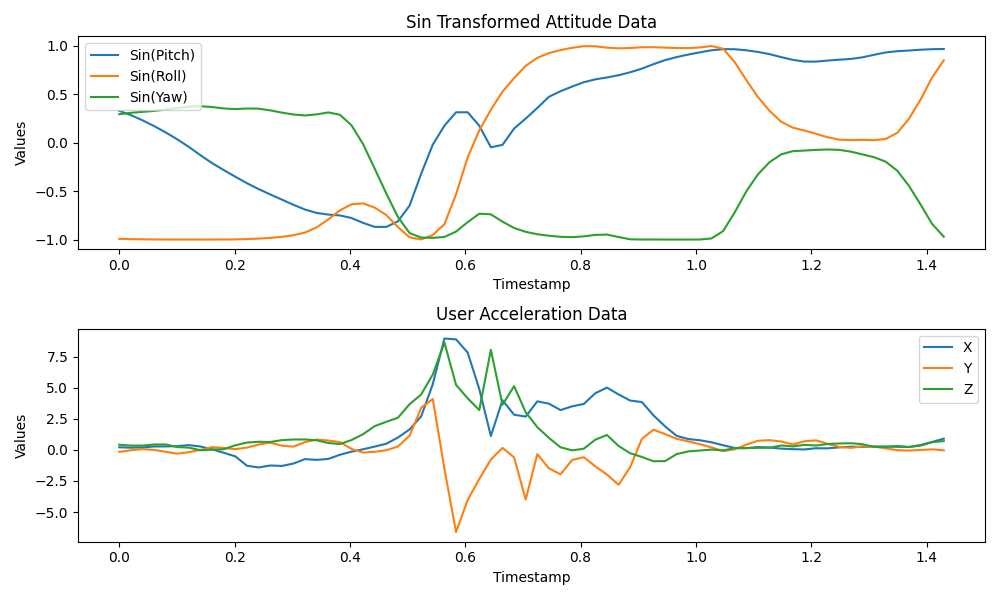 Sin Transformed Attitude Data
1.0
0.5
0.0
−0.5
−1.0
Values
Sin(Pitch)
Sin(Roll)
Sin(Yaw)
0.0 0.2 0.4 0.6 0.8 1.0 1.2 1.4
Timestamp
User Acceleration Data
7.5
5.0
2.5
0.0
−2.5
−5.0
Values
X
Y
Z
0.0 0.2 0.4 0.6 0.8 1.0 1.2 1.4
Timestamp